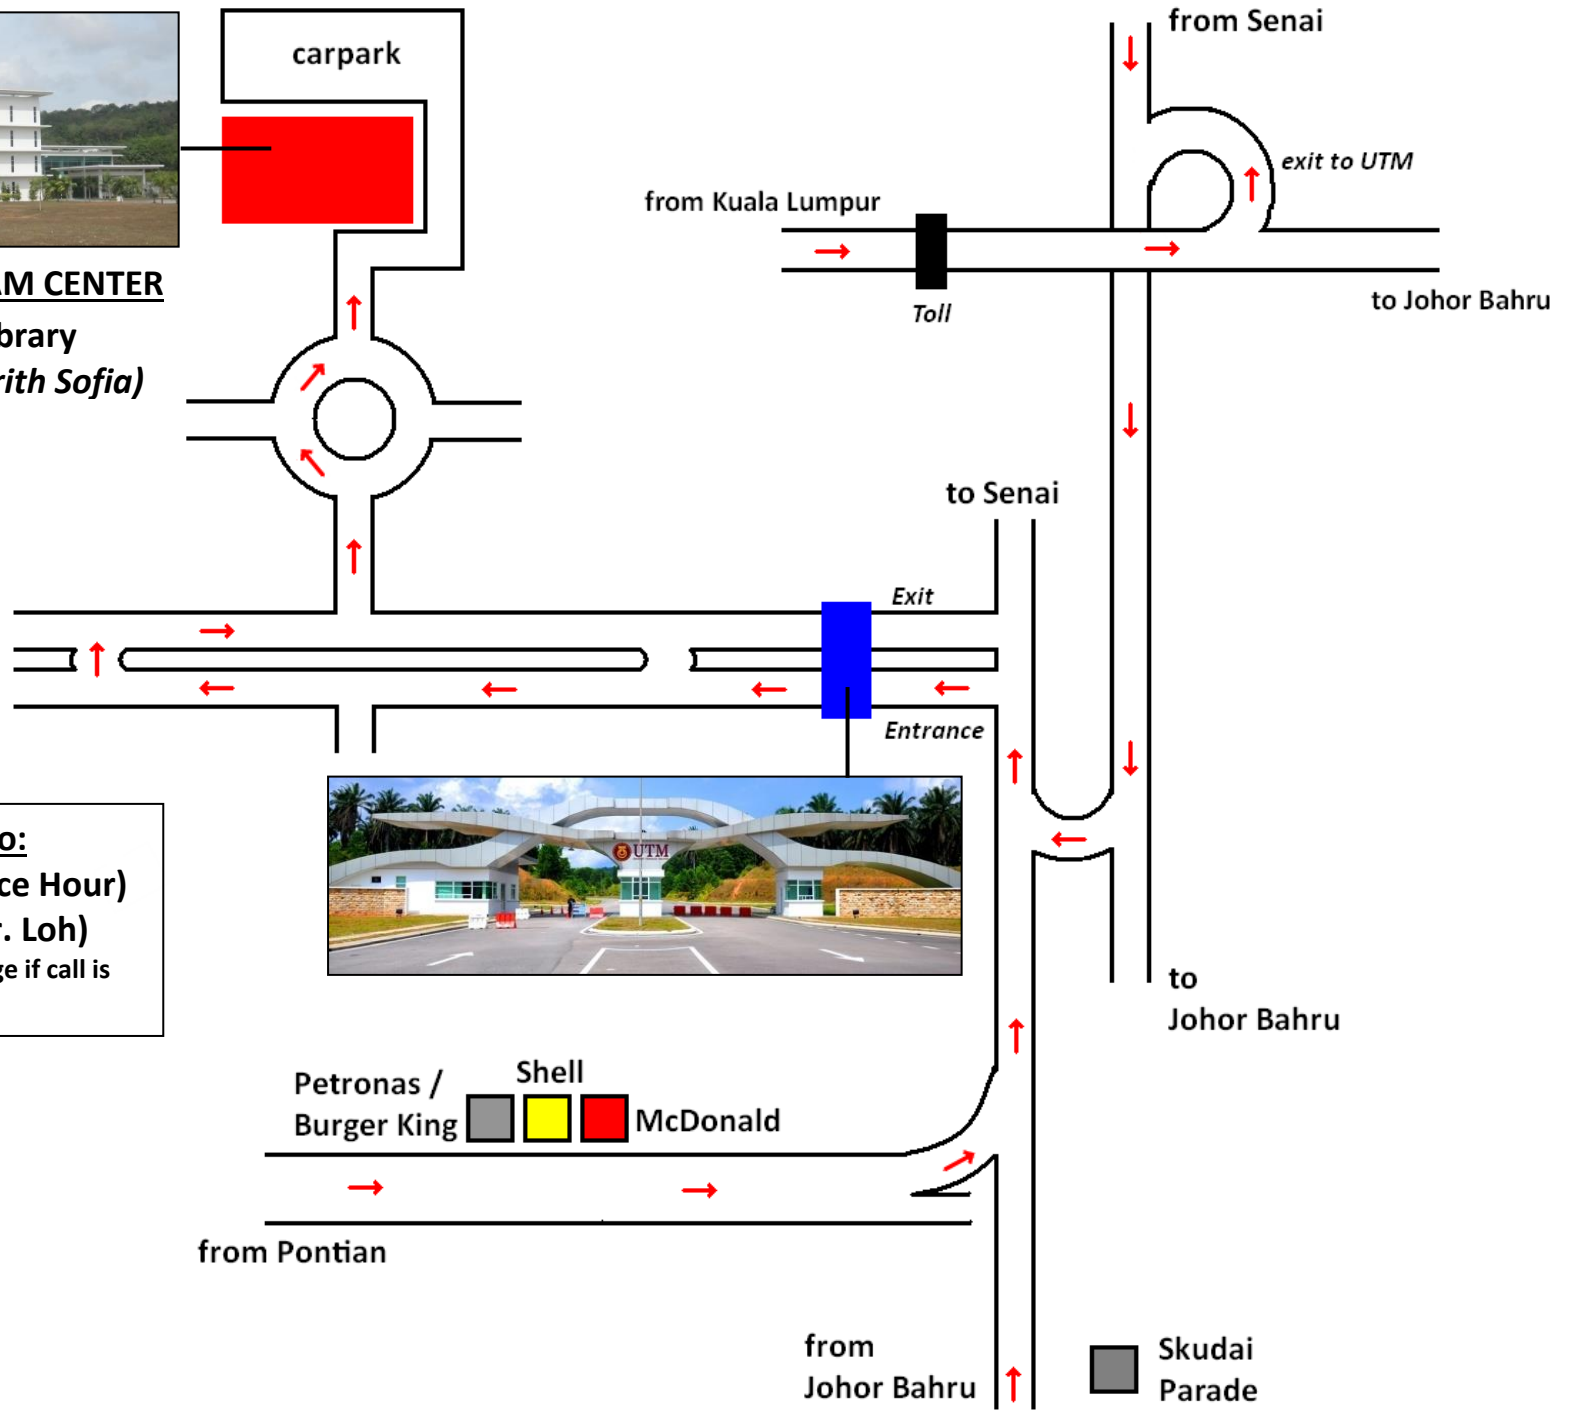 from Senai
carpark
exit to UTM
from Kuala Lumpur
Toll
to Johor Bahru
AM CENTER
brary
rith Sofia)
to Senai
Exit
Entrance
UTM
o:
ce Hour)
r. Loh)
ge if call is
to
Johor Bahru
Petronas /
Burger King
Shell
McDonald
from Pontian
from
Johor Bahru
Skudai
Parade